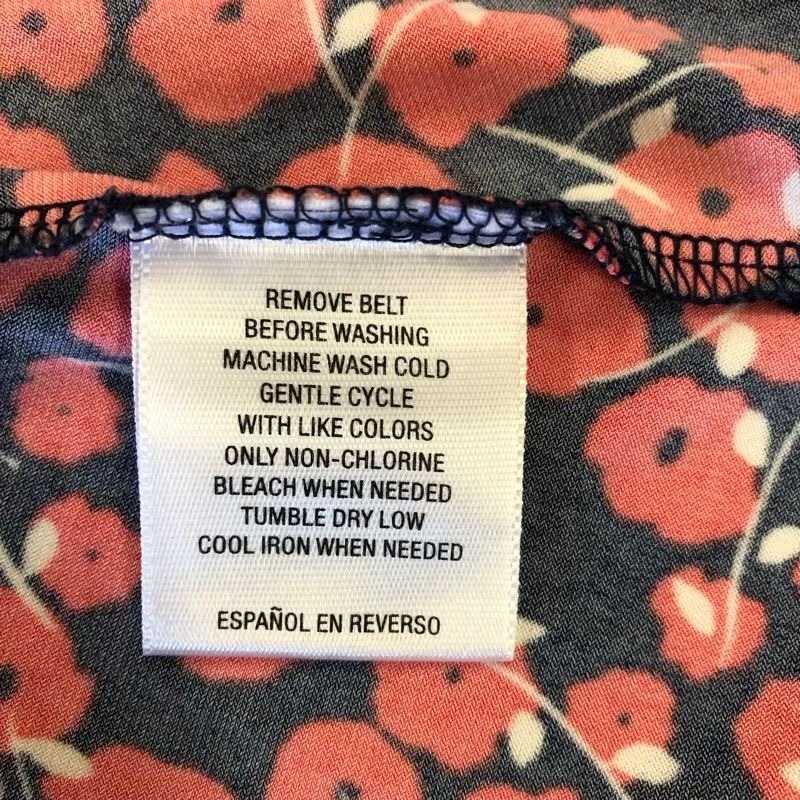 REMOVE BELT
BEFORE WASHING
MACHINE WASH COLD
GENTLE CYCLE
WITH LIKE COLORS
ONLY NON-CHLORINE
BLEACH WHEN NEEDED
TUMBLE DRY LOW
COOL IRON WHEN NEEDED
ESPAÑOL EN REVERSO